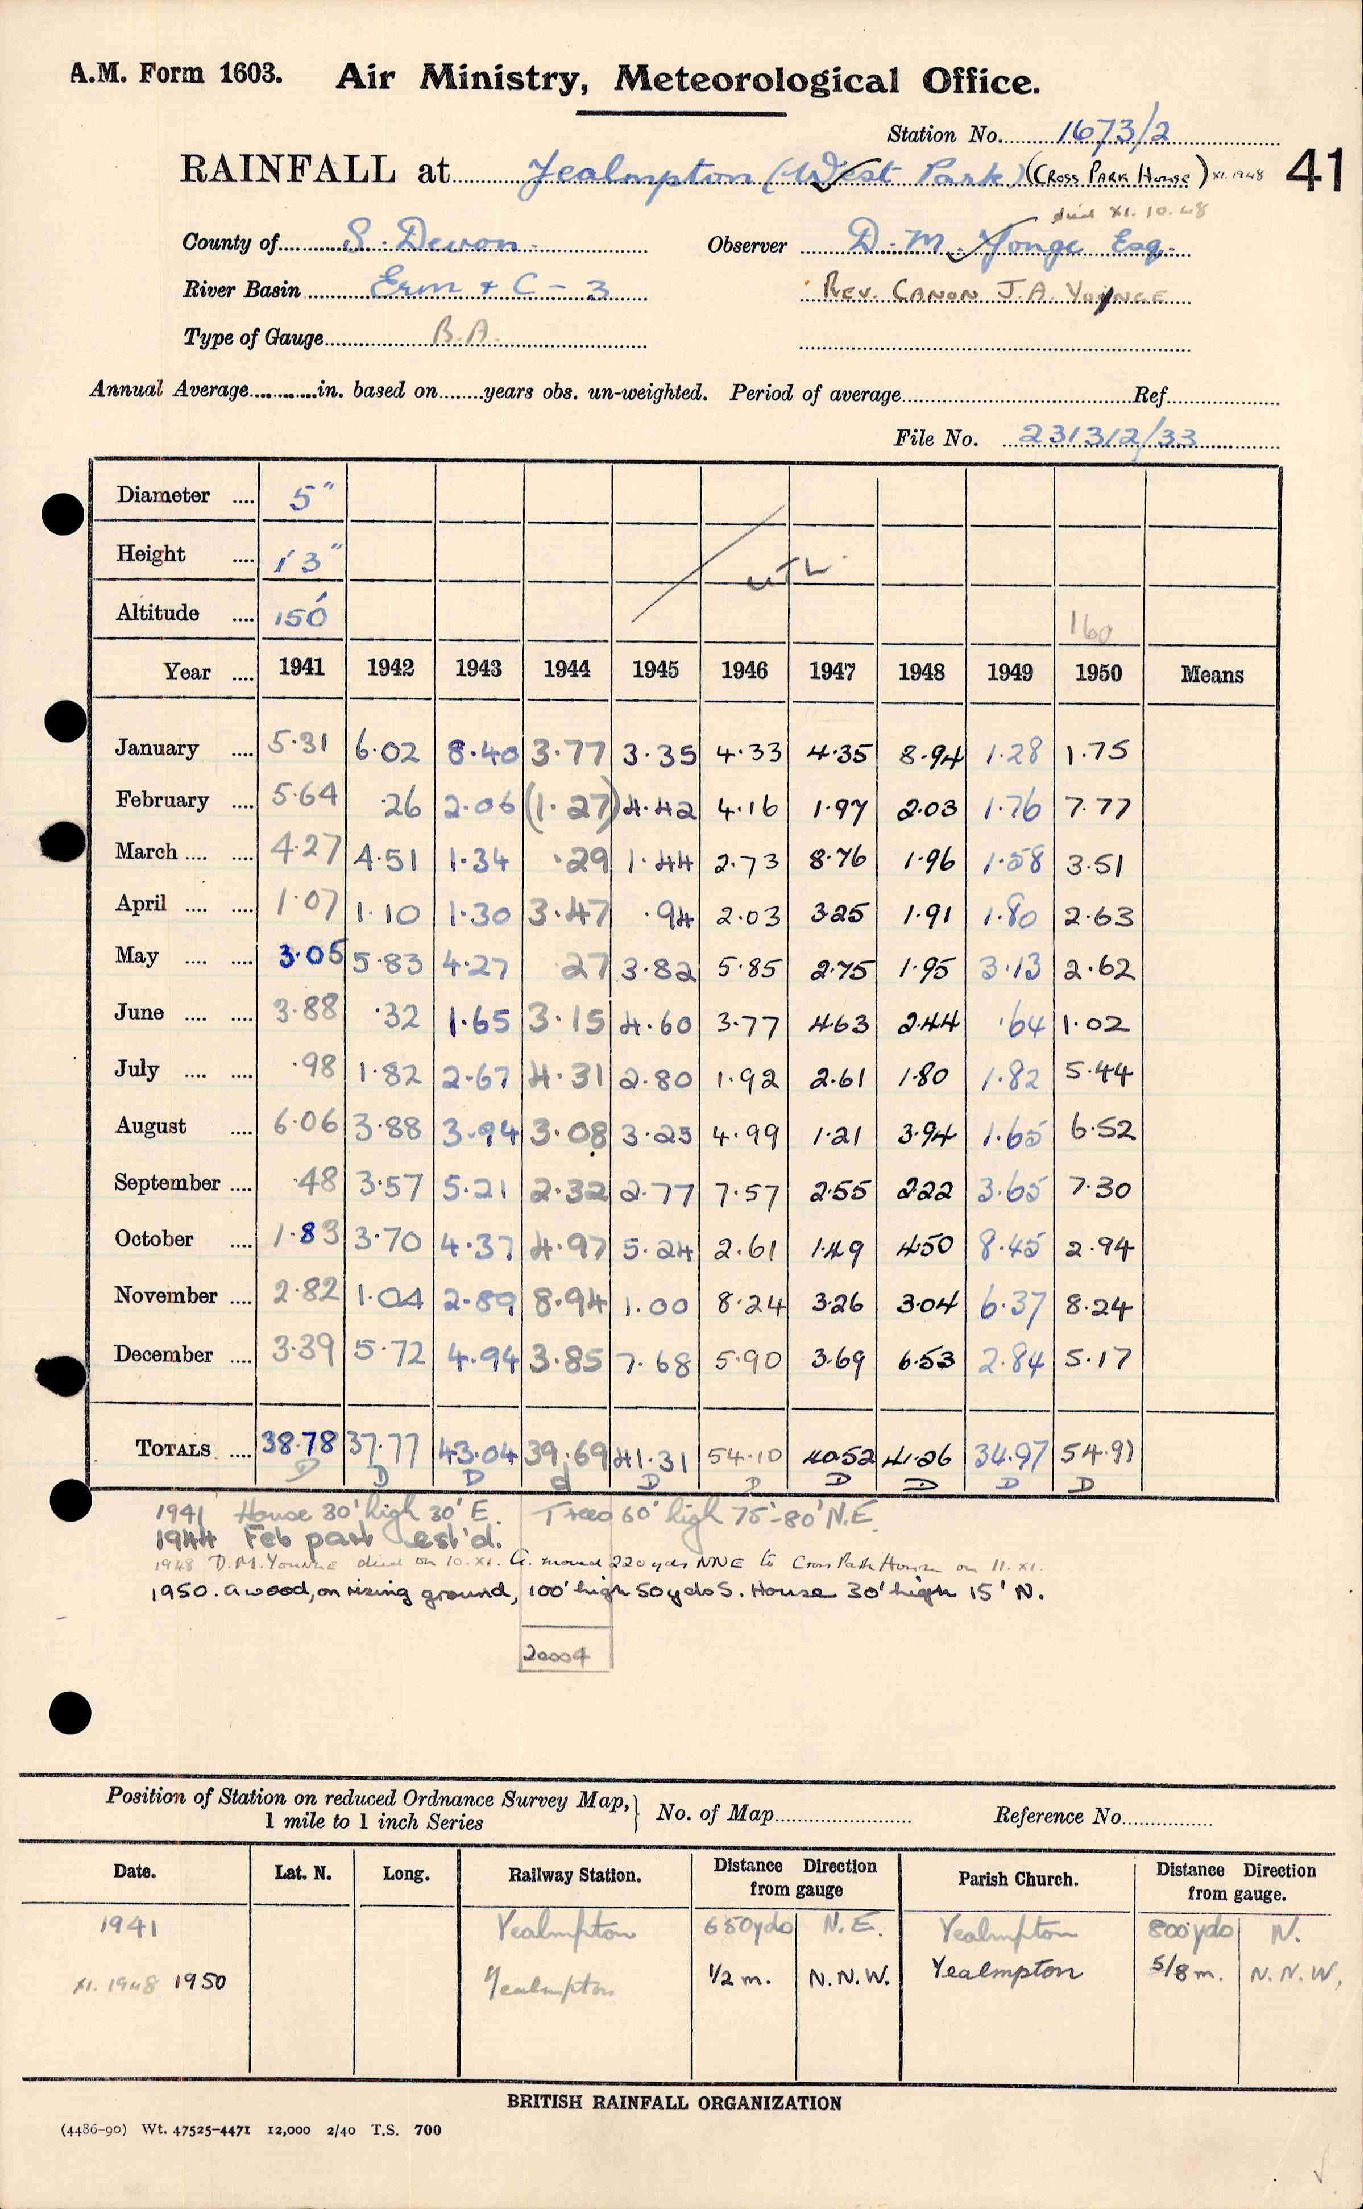 A.M. Form 1603. Air Ministry, Meteorological Office.
Station No. 1673/2
RAINFALL at Yealmpton (West Park) (CROSS PARK House) XI.1948 41
died XI.10.48
County of S. Devon. Observer D. M. Yonge Esq.
River Basin Erm & C - 3 REV. CANON J.A. YONGE
Type of Gauge B.A.
Annual Average in. based on years obs. un-weighted. Period of average Ref.
File No. 2313/2/33
Diameter .... 5"
Height .... 1'3"
Altitude .... 150' 160
Year .... 1941 1942 1943 1944 1945 1946 1947 1948 1949 1950 Means
January .... 5.31 6.02 8.40 3.77 3.35 4.33 4.35 8.94 1.28 1.75
February .... 5.64 .26 2.06 (1.27) 4.42 4.16 1.97 2.03 1.76 7.77
March .... .... 4.27 4.51 1.34 .29 1.44 2.73 8.76 1.96 1.58 3.51
April .... .... 1.07 1.10 1.30 3.47 .94 2.03 3.25 1.91 1.80 2.63
May .... .... 3.05 5.83 4.27 .27 3.82 5.85 2.75 1.95 3.13 2.62
June .... .... 3.88 .32 1.65 3.15 4.60 3.77 4.63 2.44 .64 1.02
July .... .... .98 1.82 2.67 4.31 2.80 1.92 2.61 1.80 1.82 5.44
August .... 6.06 3.88 3.94 3.08 3.25 4.99 1.21 3.94 1.65 6.52
September .... .48 3.57 5.21 2.32 2.77 7.57 2.55 2.22 3.65 7.30
October .... 1.83 3.70 4.37 4.97 5.24 2.61 1.49 4.50 8.45 2.94
November .... 2.82 1.04 2.89 8.94 1.00 8.24 3.26 3.04 6.37 8.24
December .... 3.39 5.72 4.94 3.85 7.68 5.90 3.69 6.53 2.84 5.17
TOTALS .... 38.78 37.77 43.04 39.69 41.31 54.10 40.52 41.26 34.97 54.91
D D D d D D D D D D
1941 House 30' high 30' E. Trees 60' high 75'-80' N.E.
1944 Feb part est'd.
1948 D.M. YONGE died on 10.XI. G. moved 220 yds NNE to Cross Park House on 11.XI.
1950. a wood, on rising ground, 100' high 50 yds S. House 30' high 15' N.
20004
Position of Station on reduced Ordnance Survey Map, 1 mile to 1 inch Series No. of Map Reference No.
Date. Lat. N. Long. Railway Station. Distance Direction from gauge Parish Church. Distance Direction from gauge.
1941 Yealmpton 650 yds N.E. Yealmpton 800 yds N.
XI. 1948 1950 Yealmpton 1/2 m. N.N.W. Yealmpton 5/8 m. N.N.W.
BRITISH RAINFALL ORGANIZATION
(4486-90) Wt. 47525-4471 12,000 2/40 T.S. 700